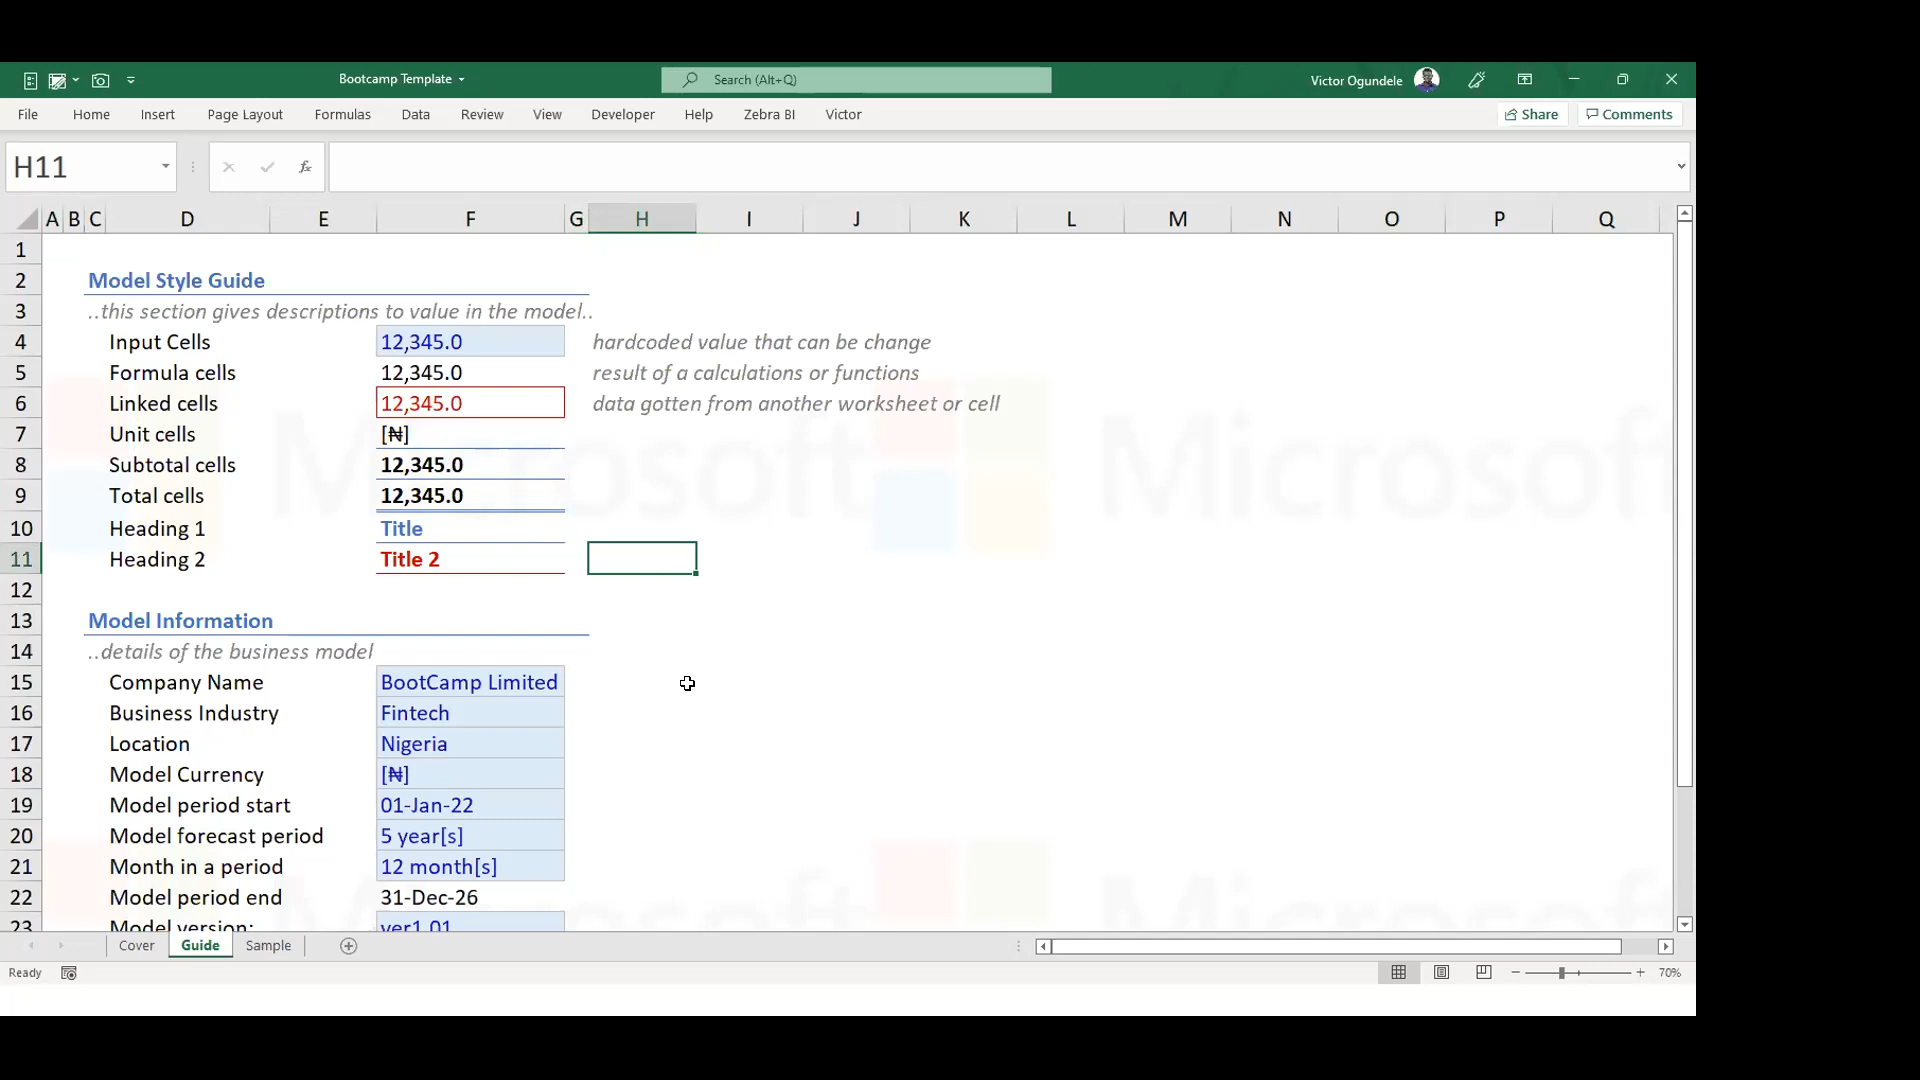 Bootcamp Template
Search (Alt+Q)
Victor Ogundele
File Home Insert Page Layout Formulas Data Review View Developer Help Zebra BI Victor
Share Comments
H11 fx
A B C D E F G H I J K L M N O P Q
1
2 Model Style Guide
3 ..this section gives descriptions to value in the model..
4 Input Cells 12,345.0 hardcoded value that can be change
5 Formula cells 12,345.0 result of a calculations or functions
6 Linked cells 12,345.0 data gotten from another worksheet or cell
7 Unit cells [₦]
8 Subtotal cells 12,345.0
9 Total cells 12,345.0
10 Heading 1 Title
11 Heading 2 Title 2
12
13 Model Information
14 ..details of the business model
15 Company Name BootCamp Limited
16 Business Industry Fintech
17 Location Nigeria
18 Model Currency [₦]
19 Model period start 01-Jan-22
20 Model forecast period 5 year[s]
21 Month in a period 12 month[s]
22 Model period end 31-Dec-26
23 Model version: ver1.01
Microsoft Microsoft
Microsoft Microsoft
Cover Guide Sample
Ready
70%